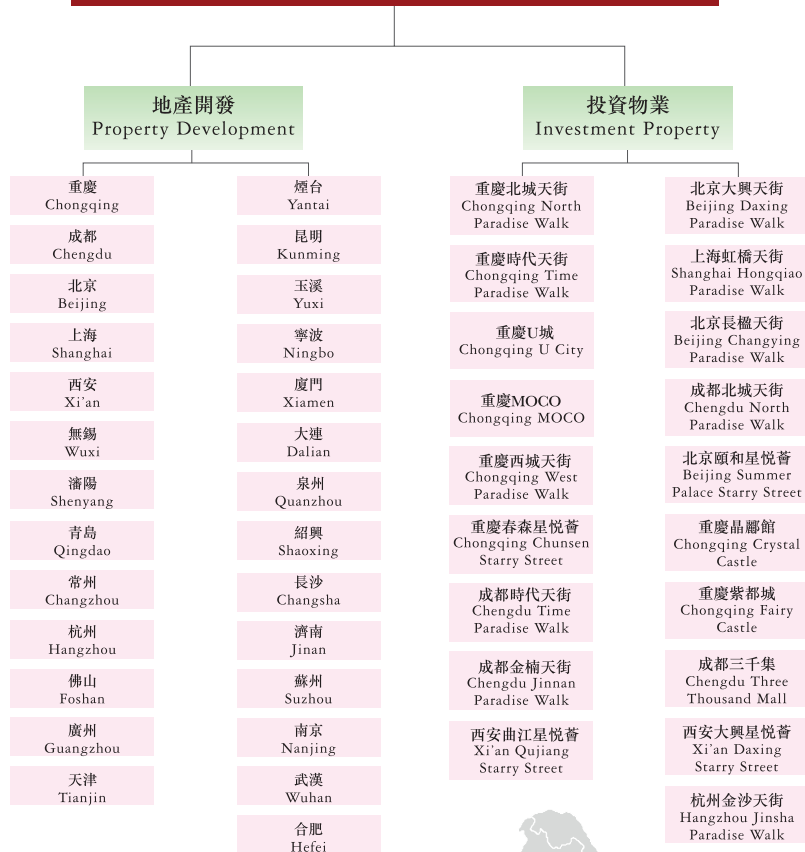 地產開發
Property Development
重慶
Chongqing
成都
Chengdu
北京
Beijing
上海
Shanghai
西安
Xi’an
無錫
Wuxi
瀋陽
Shenyang
青島
Qingdao
常州
Changzhou
杭州
Hangzhou
佛山
Foshan
廣州
Guangzhou
天津
Tianjin
煙台
Yantai
昆明
Kunming
玉溪
Yuxi
寧波
Ningbo
廈門
Xiamen
大連
Dalian
泉州
Quanzhou
紹興
Shaoxing
長沙
Changsha
濟南
Jinan
蘇州
Suzhou
南京
Nanjing
武漢
Wuhan
合肥
Hefei
投資物業
Investment Property
重慶北城天街
Chongqing North
Paradise Walk
重慶時代天街
Chongqing Time
Paradise Walk
重慶U城
Chongqing U City
重慶MOCO
Chongqing MOCO
重慶西城天街
Chongqing West
Paradise Walk
重慶春森星悦薈
Chongqing Chunsen
Starry Street
成都時代天街
Chengdu Time
Paradise Walk
成都金楠天街
Chengdu Jinnan
Paradise Walk
西安曲江星悦薈
Xi’an Qujiang
Starry Street
北京大興天街
Beijing Daxing
Paradise Walk
上海虹橋天街
Shanghai Hongqiao
Paradise Walk
北京長楹天街
Beijing Changying
Paradise Walk
成都北城天街
Chengdu North
Paradise Walk
北京頤和星悦薈
Beijing Summer
Palace Starry Street
重慶晶酈館
Chongqing Crystal
Castle
重慶紫都城
Chongqing Fairy
Castle
成都三千集
Chengdu Three
Thousand Mall
西安大興星悦薈
Xi’an Daxing
Starry Street
杭州金沙天街
Hangzhou Jinsha
Paradise Walk